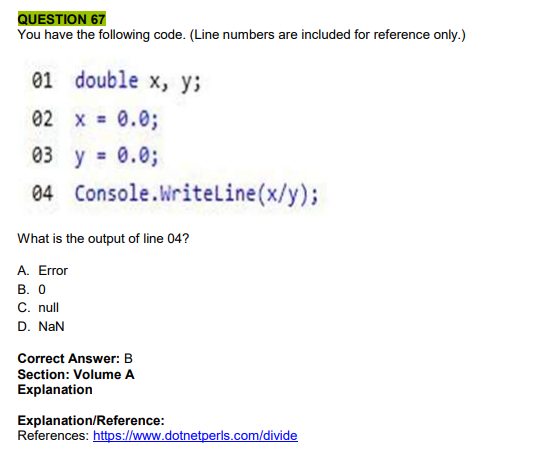 QUESTION 67
You have the following code. (Line numbers are included for reference only.)
01 double x, y;
02 x = 0.0;
03 y = 0.0;
04 Console.WriteLine(x/y);
What is the output of line 04?
A. Error
B. 0
C. null
D. NaN
Correct Answer: B
Section: Volume A
Explanation
Explanation/Reference:
References: https://www.dotnetperls.com/divide